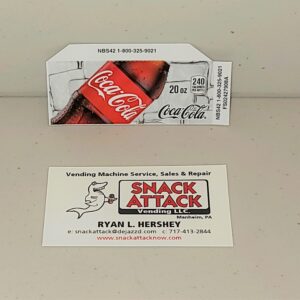 NBS42 1-800-325-9021
Coca-Cola
20 oz
240
Coca-Cola
NBS42 1-800-325-9021
Vending Machine Service, Sales & Repair
SNACK
ATTACK
Vending LLC.
Manheim, PA
RYAN L. HERSHEY
e: snackattack@dejazzd.com c: 717-413-2844
www.snackattacknow.com